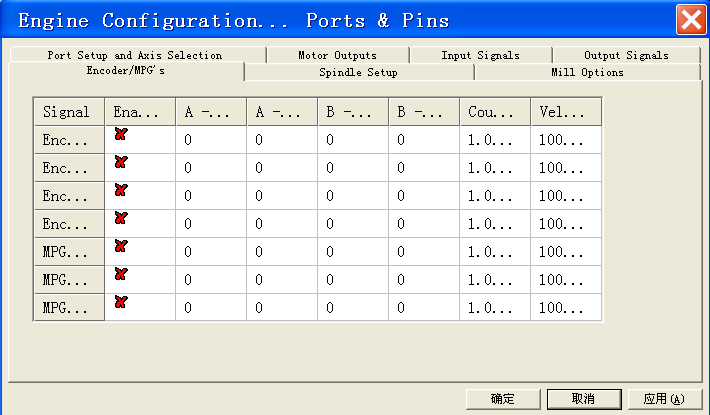 Engine Configuration... Ports & Pins
Port Setup and Axis Selection Motor Outputs Input Signals Output Signals
Encoder/MPG's Spindle Setup Mill Options
Signal Ena... A -... A -... B -... B -... Cou... Vel...
Enc... 0 0 0 0 1.0... 100...
Enc... 0 0 0 0 1.0... 100...
Enc... 0 0 0 0 1.0... 100...
Enc... 0 0 0 0 1.0... 100...
MPG... 0 0 0 0 1.0... 100...
MPG... 0 0 0 0 1.0... 100...
MPG... 0 0 0 0 1.0... 100...
确定 取消 应用(A)